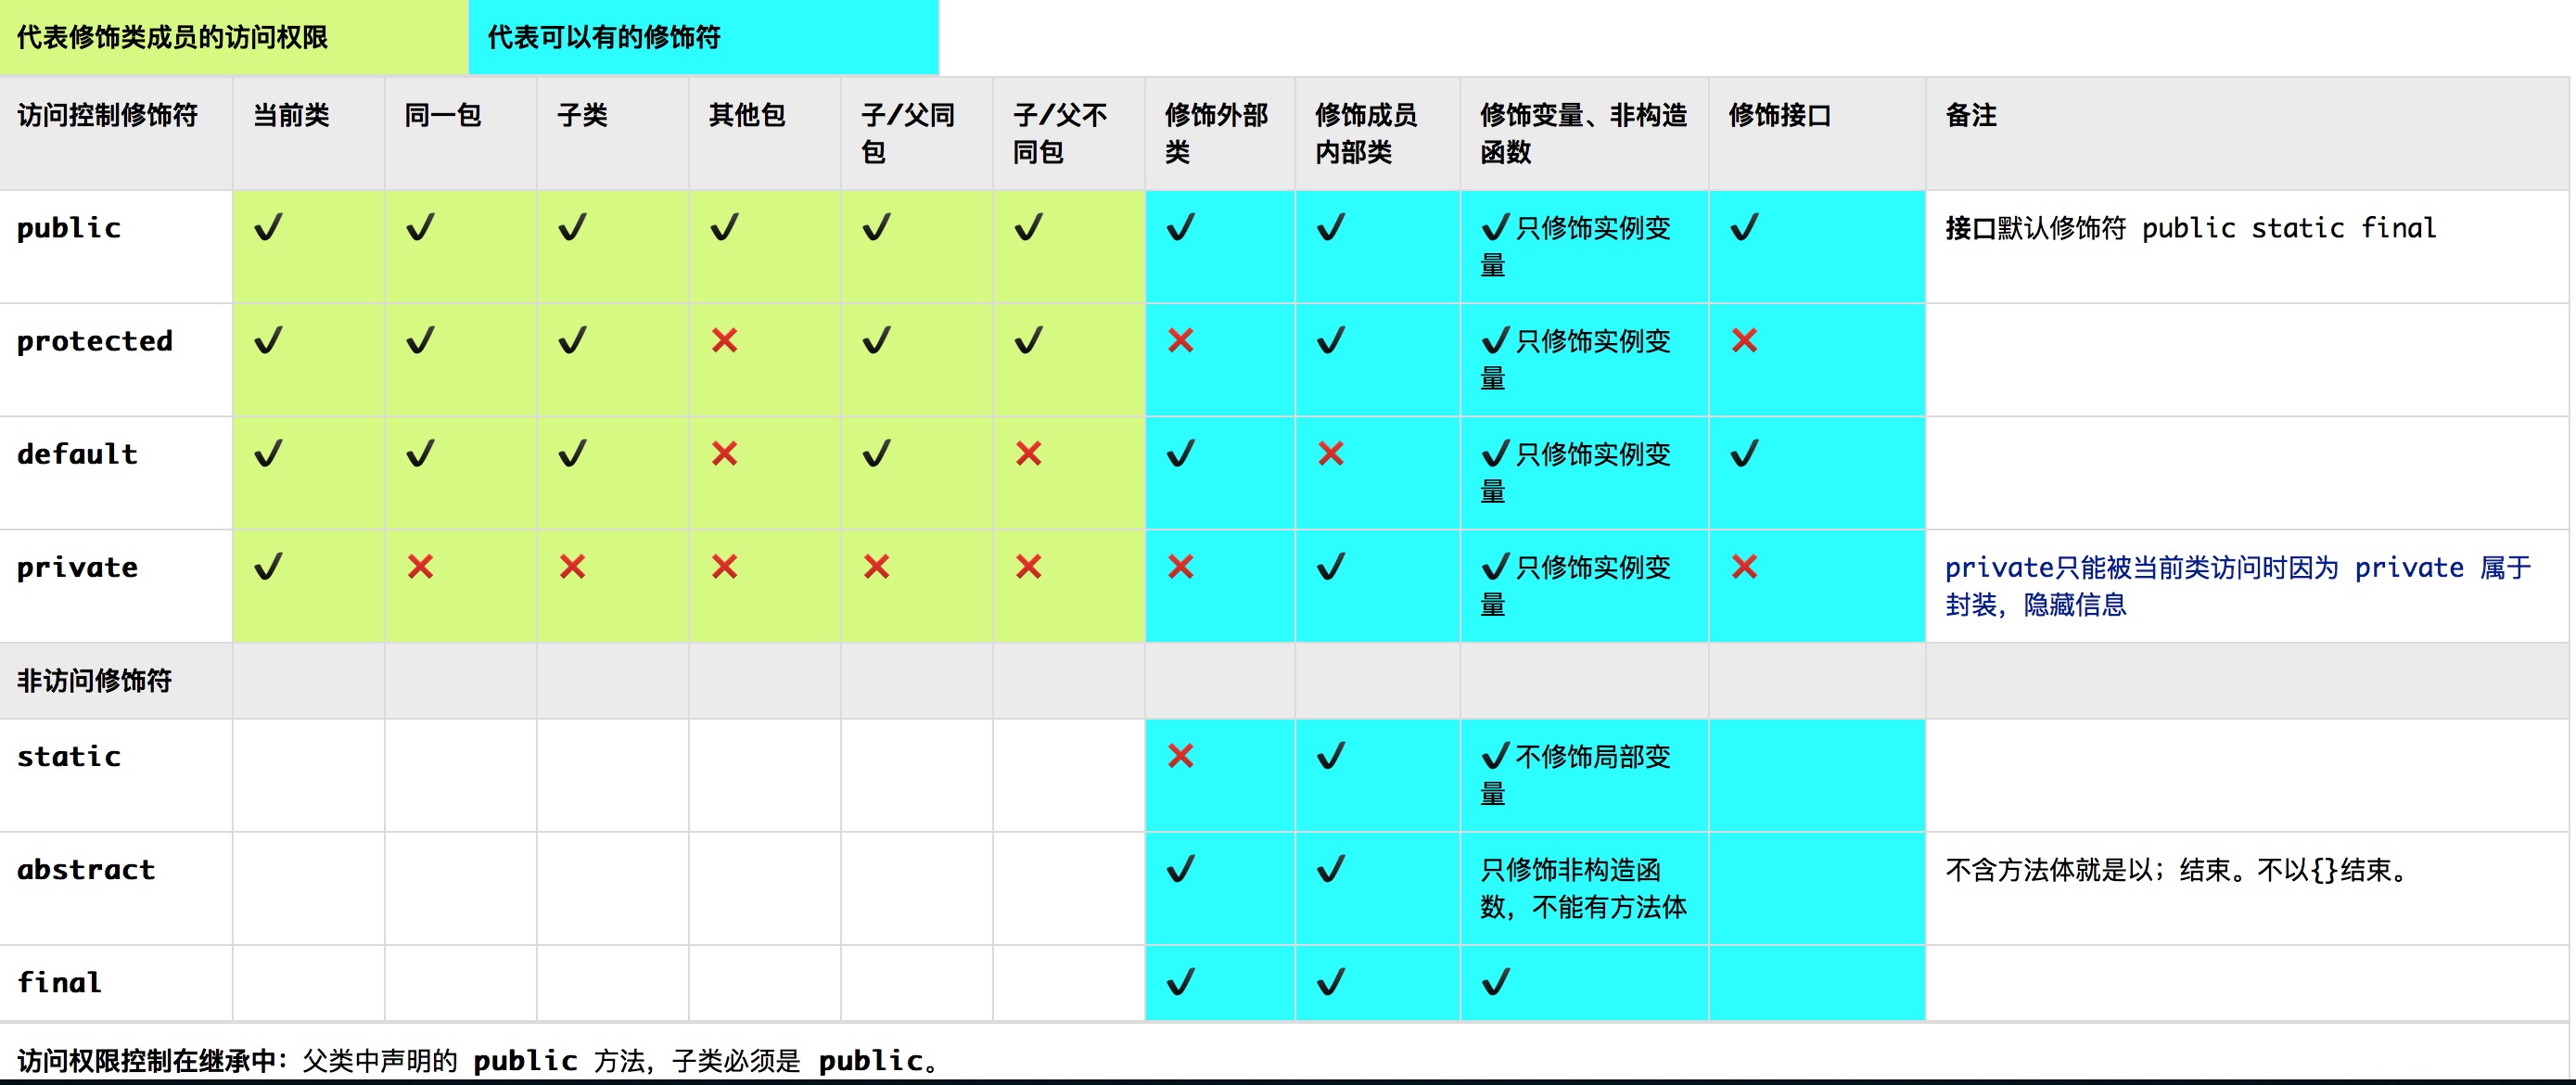 代表修饰类成员的访问权限 代表可以有的修饰符
访问控制修饰符 当前类 同一包 子类 其他包 子/父同包 子/父不同包 修饰外部类 修饰成员内部类 修饰变量、非构造函数 修饰接口 备注
public ✔ ✔ ✔ ✔ ✔ ✔ ✔ ✔ ✔只修饰实例变量 ✔ 接口默认修饰符 public static final
protected ✔ ✔ ✔ ❌ ✔ ✔ ❌ ✔ ✔只修饰实例变量 ❌
default ✔ ✔ ✔ ❌ ✔ ❌ ✔ ❌ ✔只修饰实例变量 ✔
private ✔ ❌ ❌ ❌ ❌ ❌ ❌ ✔ ✔只修饰实例变量 ❌ private只能被当前类访问时因为 private 属于封装，隐藏信息
非访问修饰符
static ❌ ✔ ✔不修饰局部变量
abstract ✔ ✔ 只修饰非构造函数，不能有方法体 不含方法体就是以；结束。不以{}结束。
final ✔ ✔ ✔
访问权限控制在继承中：父类中声明的 public 方法，子类必须是 public。